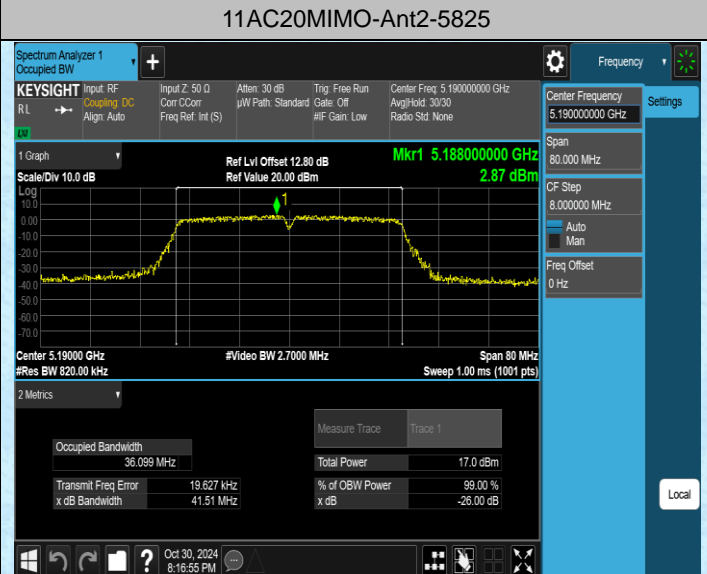 11AC20MIMO-Ant2-5825
Spectrum Analyzer 1
Occupied BW
Frequency
KEYSIGHT Input: RF Input Z: 50 Ω Atten: 30 dB Trig: Free Run Center Freq: 5.190000000 GHz
RL Coupling: DC Corr CCorr µW Path: Standard Gate: Off Avg|Hold: 30/30
Align: Auto Freq Ref: Int (S) #IF Gain: Low Radio Std: None
LXI
Center Frequency
5.190000000 GHz
Settings
Span
80.000 MHz
CF Step
8.000000 MHz
Auto
Man
Freq Offset
0 Hz
1 Graph
Ref Lvl Offset 12.80 dB
Mkr1 5.188000000 GHz
Scale/Div 10.0 dB
Ref Value 20.00 dBm
2.87 dBm
Log
10.0
1
0.00
-10.0
-20.0
-30.0
-40.0
-50.0
-60.0
-70.0
Center 5.19000 GHz #Video BW 2.7000 MHz Span 80 MHz
#Res BW 820.00 kHz Sweep 1.00 ms (1001 pts)
2 Metrics
Measure Trace Trace 1
Occupied Bandwidth
36.099 MHz
Total Power 17.0 dBm
Transmit Freq Error 19.627 kHz % of OBW Power 99.00 %
x dB Bandwidth 41.51 MHz x dB -26.00 dB
Local
?
Oct 30, 2024
8:16:55 PM